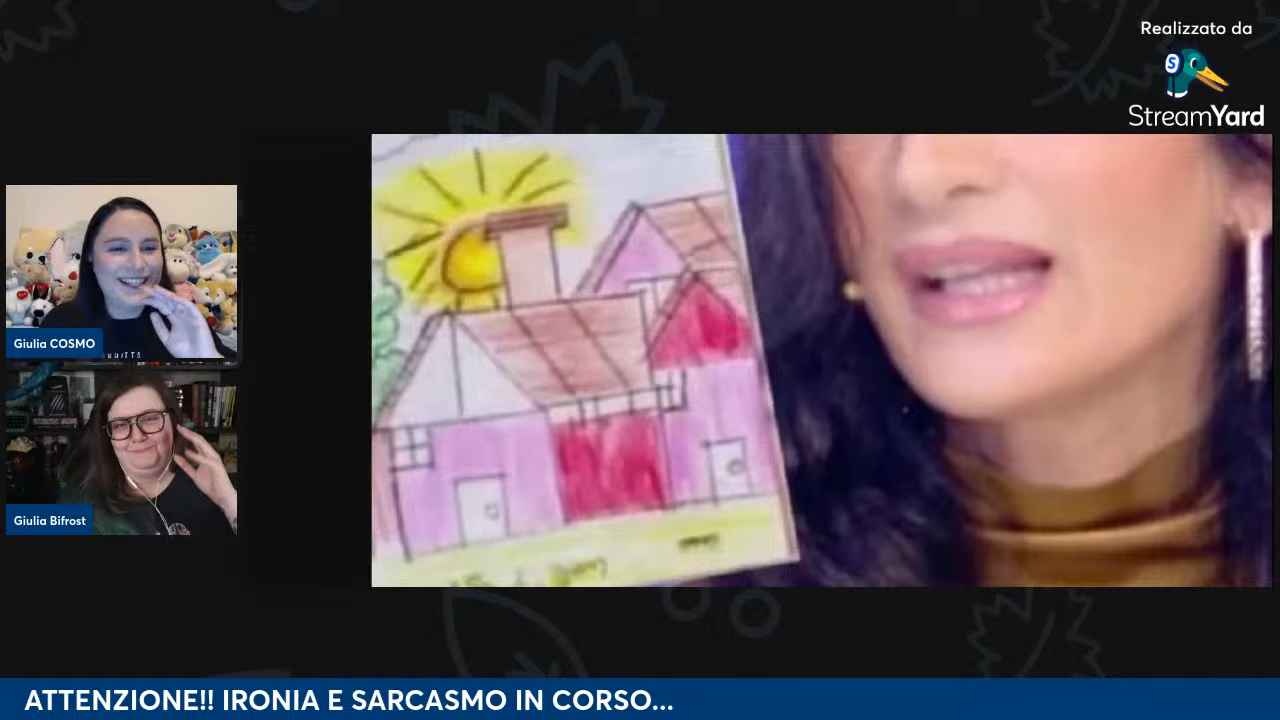 Realizzato da
StreamYard
Giulia COSMO
Giulia Bifrost
ATTENZIONE!! IRONIA E SARCASMO IN CORSO...